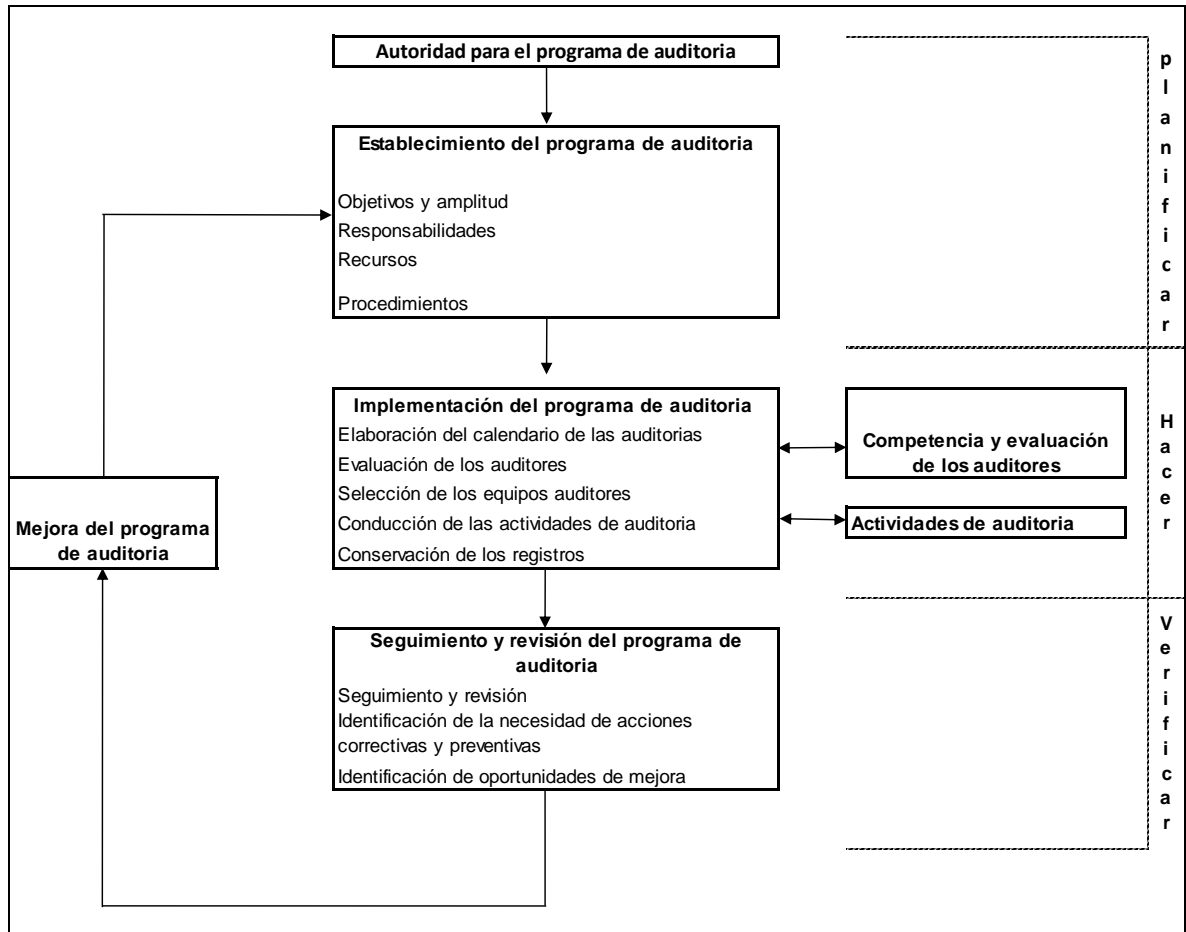 Autoridad para el programa de auditoria
Establecimiento del programa de auditoria
Objetivos y amplitud
Responsabilidades
Recursos
Procedimientos
planificar
Implementación del programa de auditoria
Elaboración del calendario de las auditorias
Evaluación de los auditores
Selección de los equipos auditores
Conducción de las actividades de auditoria
Conservación de los registros
Competencia y evaluación
de los auditores
Actividades de auditoria
Hacer
Mejora del programa
de auditoria
Seguimiento y revisión del programa de
auditoria
Seguimiento y revisión
Identificación de la necesidad de acciones
correctivas y preventivas
Identificación de oportunidades de mejora
Verificar